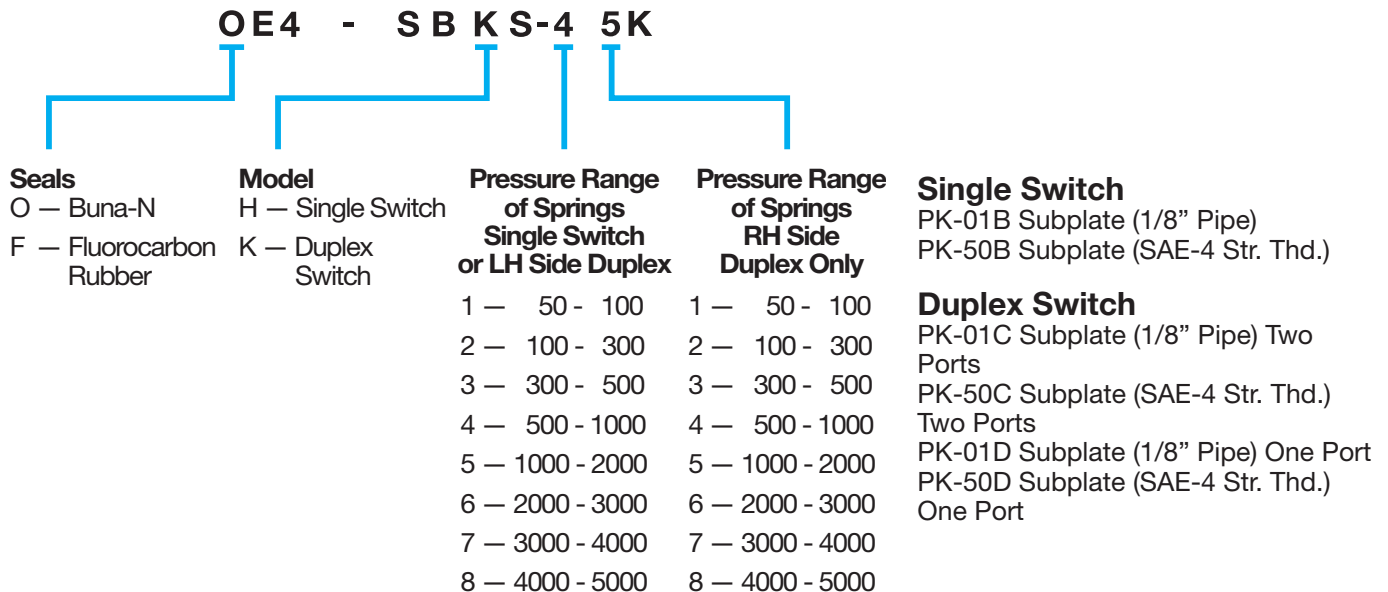 OE4 - SBKS-4 5K
Seals
O — Buna-N
F — Fluorocarbon
Rubber
Model
H — Single Switch
K — Duplex
Switch
Pressure Range
of Springs
Single Switch
or LH Side Duplex
1 — 50 - 100
2 — 100 - 300
3 — 300 - 500
4 — 500 - 1000
5 — 1000 - 2000
6 — 2000 - 3000
7 — 3000 - 4000
8 — 4000 - 5000
Pressure Range
of Springs
RH Side
Duplex Only
1 — 50 - 100
2 — 100 - 300
3 — 300 - 500
4 — 500 - 1000
5 — 1000 - 2000
6 — 2000 - 3000
7 — 3000 - 4000
8 — 4000 - 5000
Single Switch
PK-01B Subplate (1/8” Pipe)
PK-50B Subplate (SAE-4 Str. Thd.)
Duplex Switch
PK-01C Subplate (1/8” Pipe) Two
Ports
PK-50C Subplate (SAE-4 Str. Thd.)
Two Ports
PK-01D Subplate (1/8” Pipe) One Port
PK-50D Subplate (SAE-4 Str. Thd.)
One Port